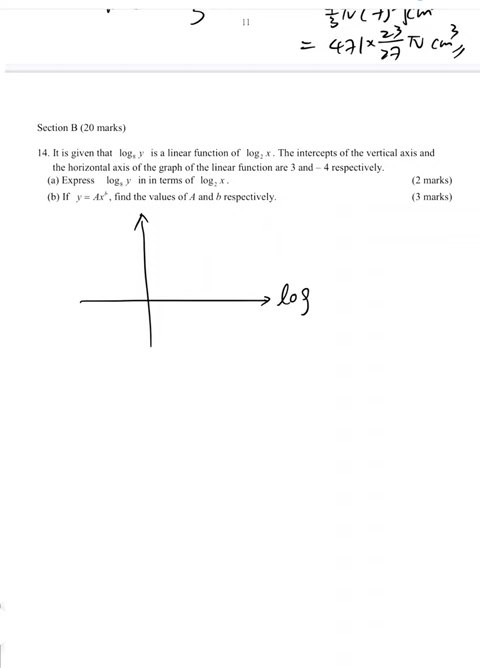 11
= 471 × 23/27 π cm³
Section B (20 marks)
14. It is given that log₈ y is a linear function of log₂ x. The intercepts of the vertical axis and
the horizontal axis of the graph of the linear function are 3 and – 4 respectively.
(a) Express log₈ y in in terms of log₂ x. (2 marks)
(b) If y = Axᵇ, find the values of A and b respectively. (3 marks)
log